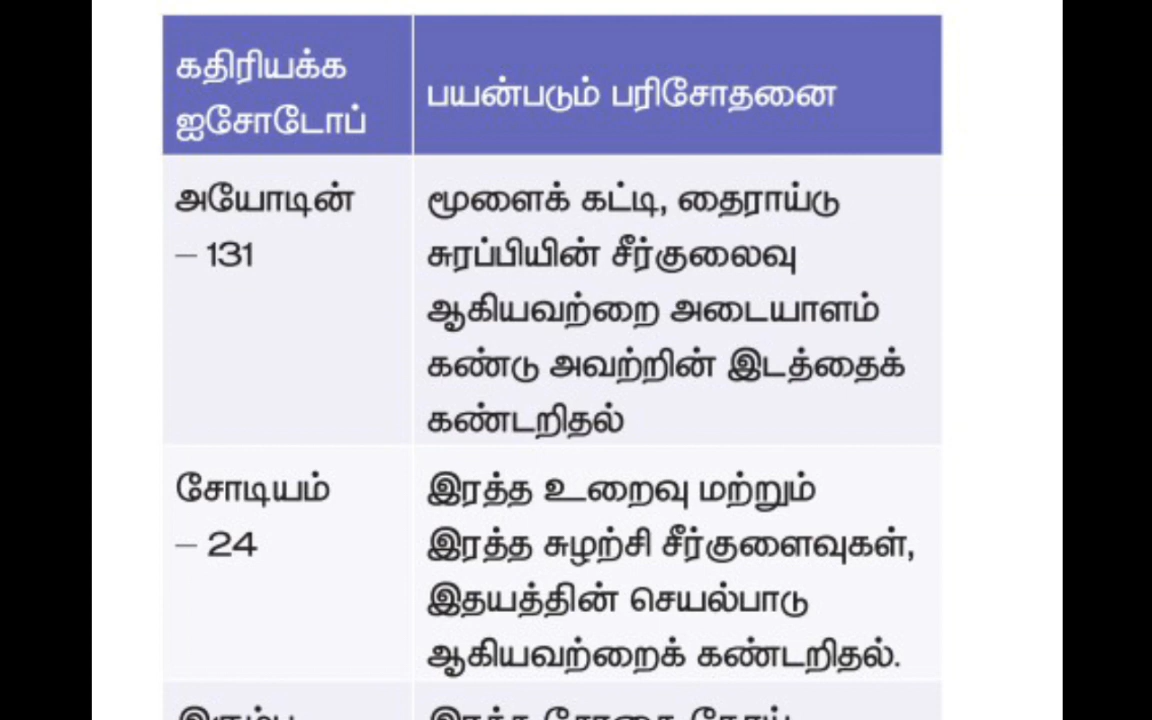 கதிரியக்க
ஐசோடோப்
பயன்படும் பரிசோதனை
அயோடின்
– 131
மூளைக் கட்டி, தைராய்டு
சுரப்பியின் சீர்குலைவு
ஆகியவற்றை அடையாளம்
கண்டு அவற்றின் இடத்தைக்
கண்டறிதல்
சோடியம்
– 24
இரத்த உறைவு மற்றும்
இரத்த சுழற்சி சீர்குளைவுகள்,
இதயத்தின் செயல்பாடு
ஆகியவற்றைக் கண்டறிதல்.